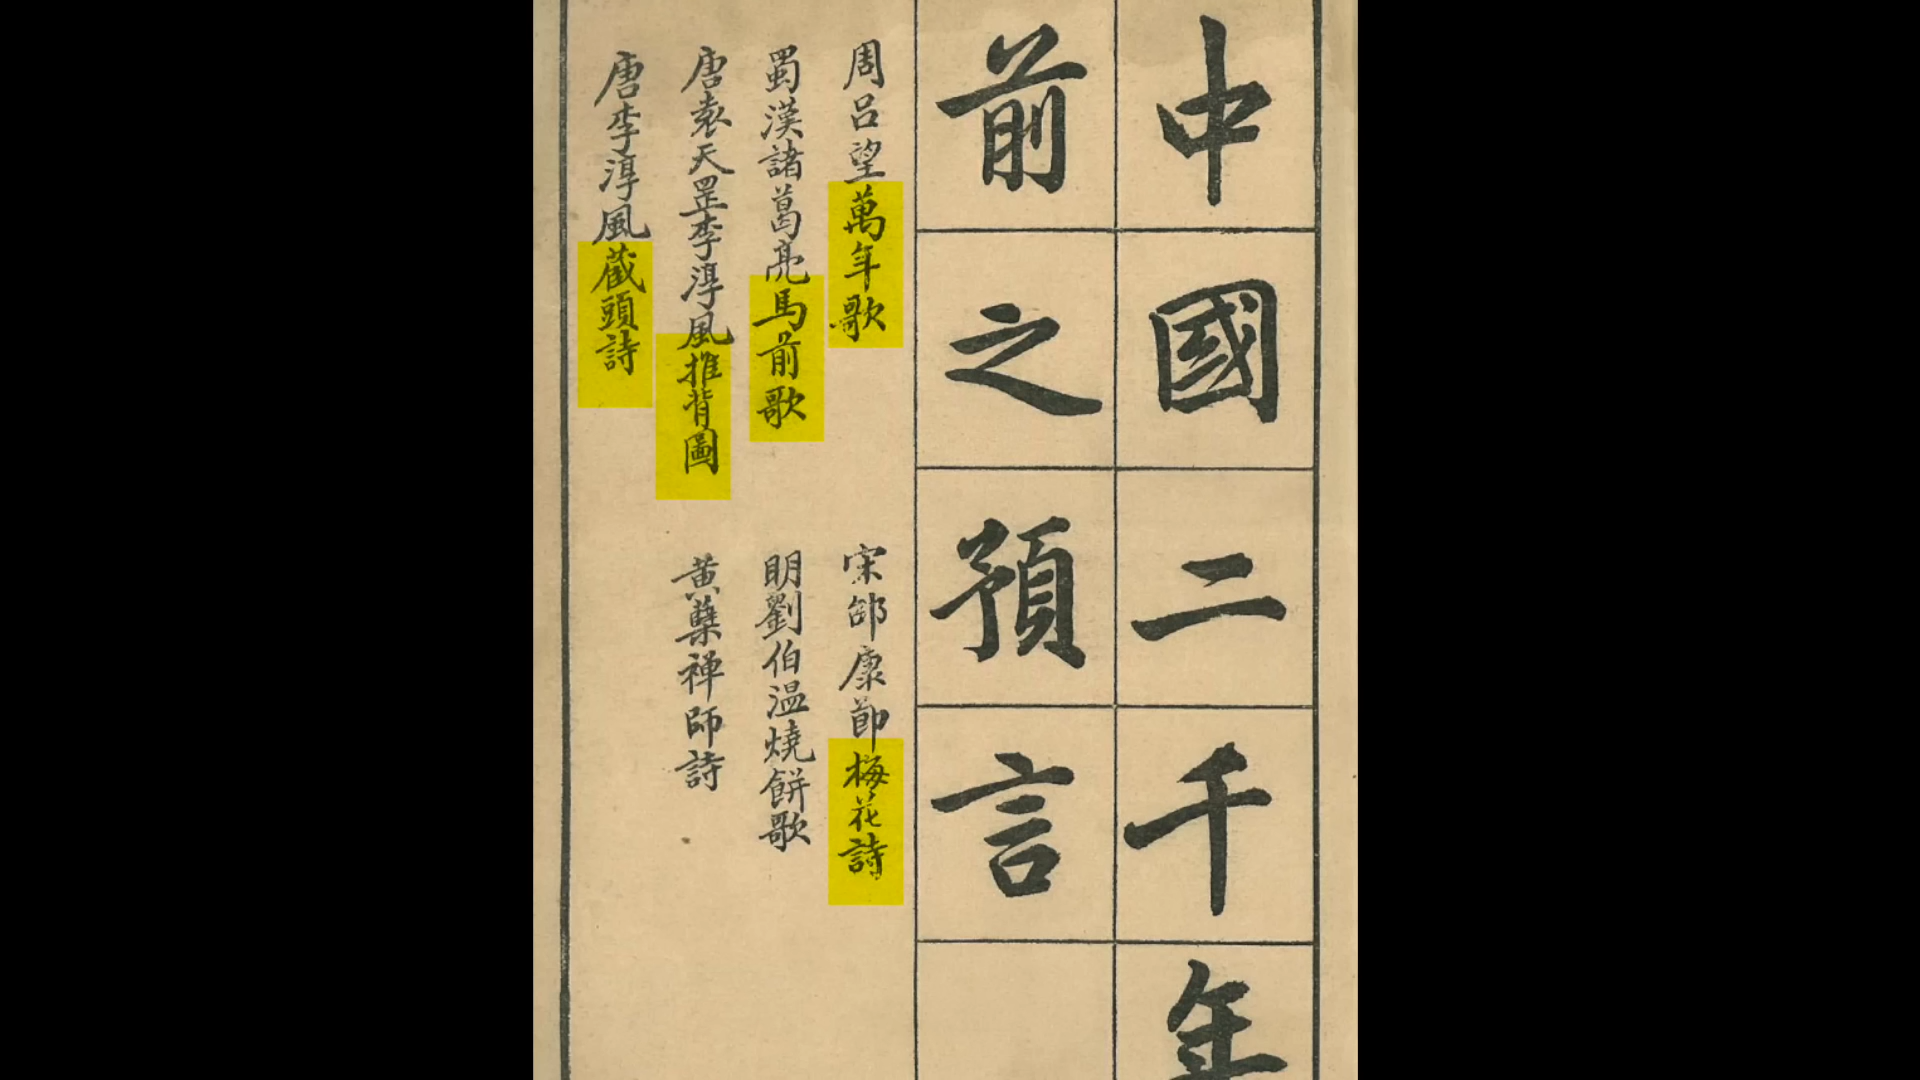 中國二千年
前之預言
周呂望萬年歌
宋邵康節梅花詩
蜀漢諸葛亮馬前歌
明劉伯温燒餅歌
唐袁天罡李淳風推背圖
黃蘗禅師詩
唐李淳風藏頭詩